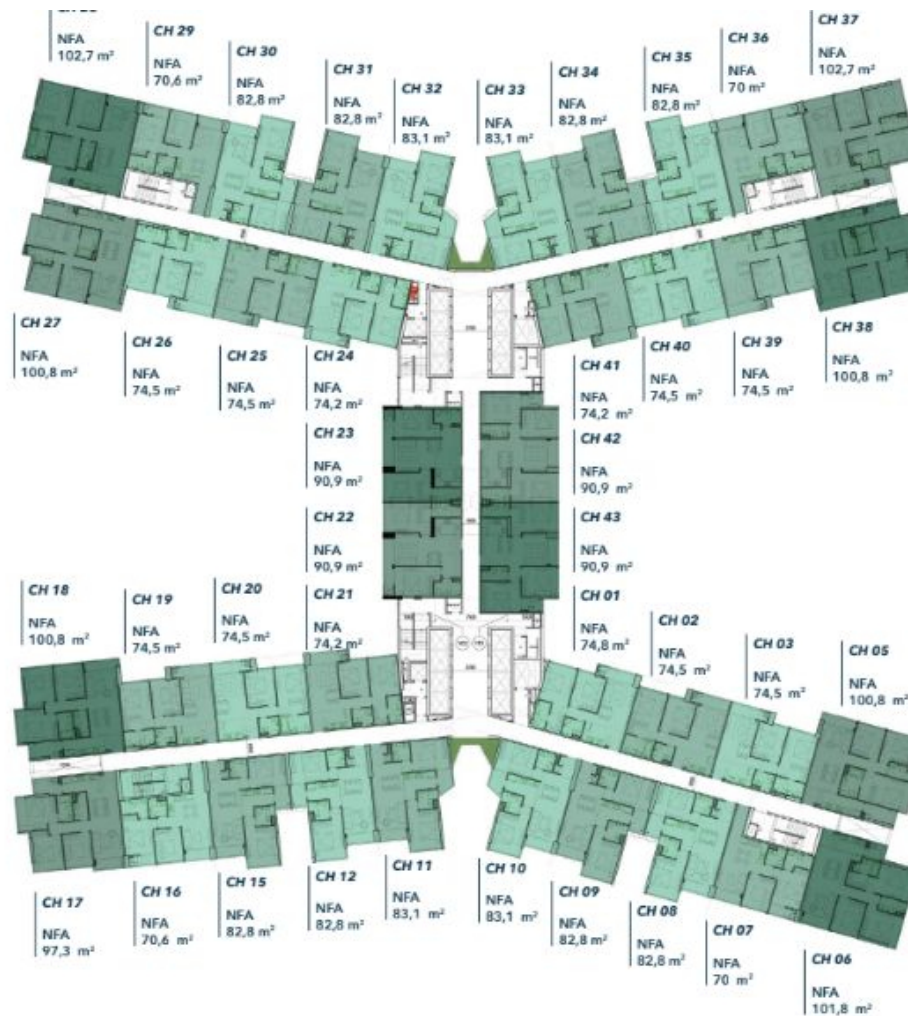 CH 29
NFA
70,6 m²
CH 30
NFA
82,8 m²
CH 31
NFA
82,8 m²
CH 32
NFA
83,1 m²
CH 33
NFA
83,1 m²
CH 34
NFA
82,8 m²
CH 35
NFA
82,8 m²
CH 36
NFA
70 m²
CH 37
NFA
102,7 m²
NFA
102,7 m²
CH 27
NFA
100,8 m²
CH 26
NFA
74,5 m²
CH 25
NFA
74,5 m²
CH 24
NFA
74,2 m²
CH 23
NFA
90,9 m²
CH 22
NFA
90,9 m²
CH 41
NFA
74,2 m²
CH 40
NFA
74,5 m²
CH 39
NFA
74,5 m²
CH 38
NFA
100,8 m²
CH 42
NFA
90,9 m²
CH 43
NFA
90,9 m²
CH 18
NFA
100,8 m²
CH 19
NFA
74,5 m²
CH 20
NFA
74,5 m²
CH 21
NFA
74,2 m²
CH 01
NFA
74,8 m²
CH 02
NFA
74,5 m²
CH 03
NFA
74,5 m²
CH 05
NFA
100,8 m²
CH 17
NFA
97,3 m²
CH 16
NFA
70,6 m²
CH 15
NFA
82,8 m²
CH 12
NFA
82,8 m²
CH 11
NFA
83,1 m²
CH 10
NFA
83,1 m²
CH 09
NFA
82,8 m²
CH 08
NFA
82,8 m²
CH 07
NFA
70 m²
CH 06
NFA
101,8 m²